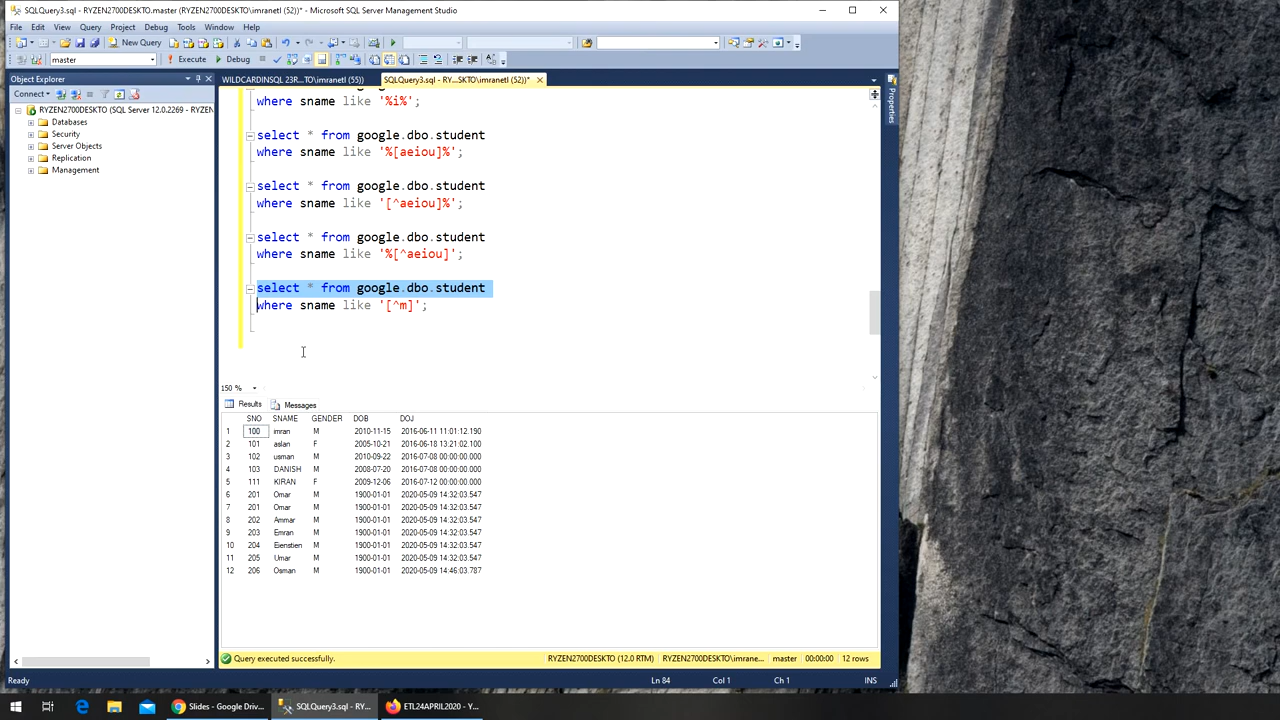 SQLQuery3.sql - RYZEN2700DESKTO.master (RYZEN2700DESKTO\imranetl (52))* - Microsoft SQL Server Management Studio
File Edit View Query Project Debug Tools Window Help
New Query
master Execute Debug
Object Explorer
Connect
RYZEN2700DESKTO (SQL Server 12.0.2269 - RYZEN
Databases
Security
Server Objects
Replication
Management
WILDCARDINSQL 23R...TO\imranetl (55))
SQLQuery3.sql - RY...SKTO\imranetl (52))*
Properties
where sname like '%i%';
select * from google.dbo.student
where sname like '%[aeiou]%';
select * from google.dbo.student
where sname like '[^aeiou]%';
select * from google.dbo.student
where sname like '%[^aeiou]';
select * from google.dbo.student
where sname like '[^m]';
150 %
Results Messages
SNO SNAME GENDER DOB DOJ
1 100 imran M 2010-11-15 2016-06-11 11:01:12.190
2 101 aslan F 2005-10-21 2016-06-18 13:21:02.100
3 102 usman M 2010-09-22 2016-07-08 00:00:00.000
4 103 DANISH M 2008-07-20 2016-07-08 00:00:00.000
5 111 KIRAN F 2009-12-06 2016-07-12 00:00:00.000
6 201 Omar M 1900-01-01 2020-05-09 14:32:03.547
7 201 Omar M 1900-01-01 2020-05-09 14:32:03.547
8 202 Ammar M 1900-01-01 2020-05-09 14:32:03.547
9 203 Emran M 1900-01-01 2020-05-09 14:32:03.547
10 204 Eienstien M 1900-01-01 2020-05-09 14:32:03.547
11 205 Umar M 1900-01-01 2020-05-09 14:32:03.547
12 206 Osman M 1900-01-01 2020-05-09 14:46:03.787
Query executed successfully.
RYZEN2700DESKTO (12.0 RTM) RYZEN2700DESKTO\imrane... master 00:00:00 12 rows
Ready Ln 84 Col 1 Ch 1 INS
Slides - Google Driv... SQLQuery3.sql - RY... ETL24APRIL2020 - Y...